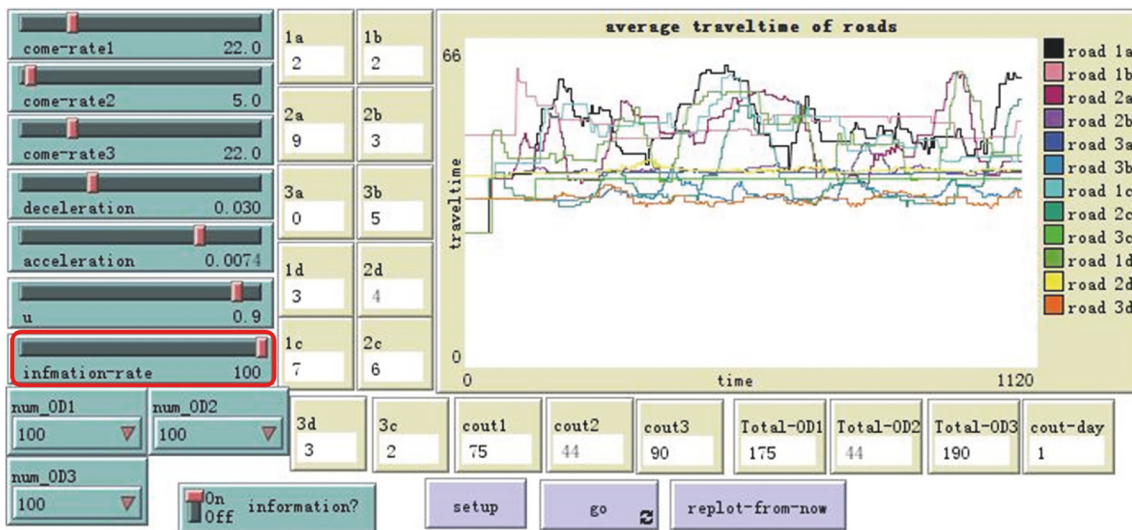 come-rate1 22.0
come-rate2 5.0
come-rate3 22.0
deceleration 0.030
acceleration 0.0074
u 0.9
infmation-rate 100
1a
2
1b
2
2a
9
2b
3
3a
0
3b
5
1d
3
2d
4
1c
7
2c
6
average traveltime of roads
66
traveltime
0
0 time 1120
road 1a
road 1b
road 2a
road 2b
road 3a
road 3b
road 1c
road 2c
road 3c
road 1d
road 2d
road 3d
num_OD1
100
num_OD2
100
num_OD3
100
3d
3
3c
2
cout1
75
cout2
44
cout3
90
Total-OD1
175
Total-OD2
44
Total-OD3
190
cout-day
1
On
Off
information?
setup
go
replot-from-now